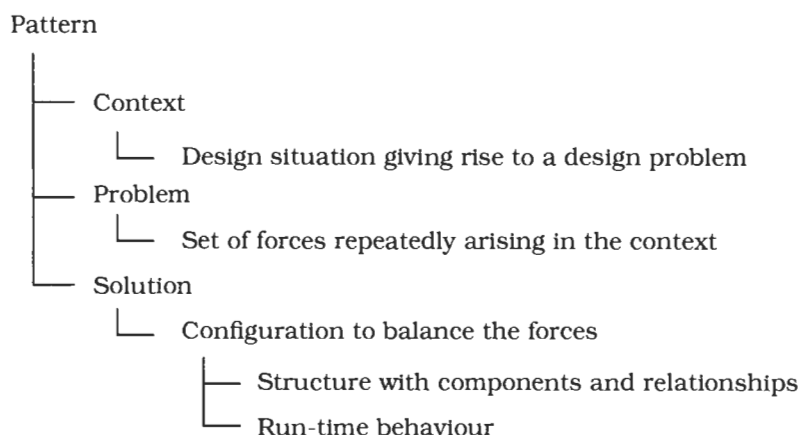 Pattern
Context
Design situation giving rise to a design problem
Problem
Set of forces repeatedly arising in the context
Solution
Configuration to balance the forces
Structure with components and relationships
Run-time behaviour